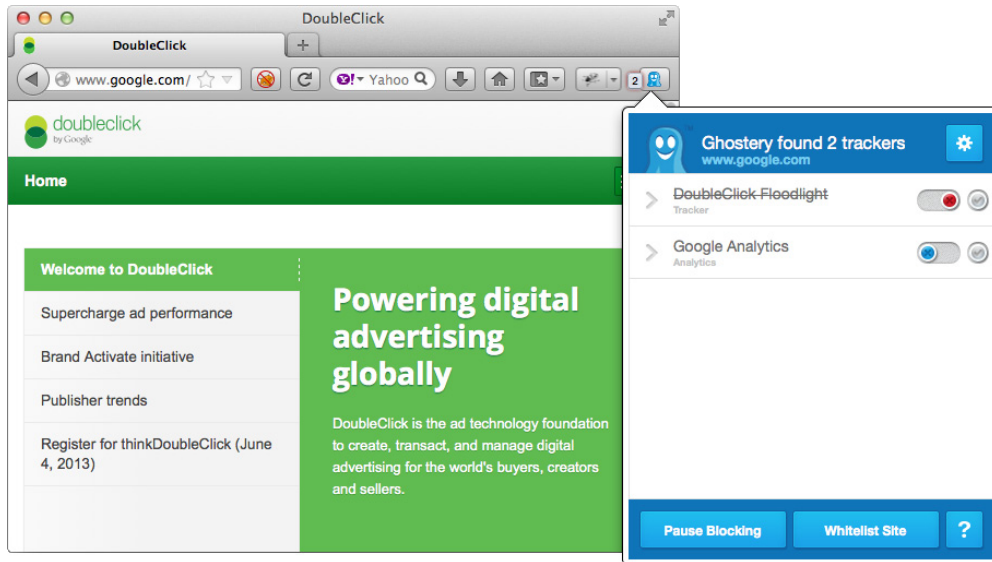 DoubleClick
DoubleClick
www.google.com/
Yahoo
2
doubleclick
by Google
Home
Welcome to DoubleClick
Supercharge ad performance
Brand Activate initiative
Publisher trends
Register for thinkDoubleClick (June
4, 2013)
Powering digital
advertising
globally
DoubleClick is the ad technology foundation
to create, transact, and manage digital
advertising for the world's buyers, creators
and sellers.
Ghostery found 2 trackers
www.google.com
DoubleClick Floodlight
Tracker
Google Analytics
Analytics
Pause Blocking
Whitelist Site
?